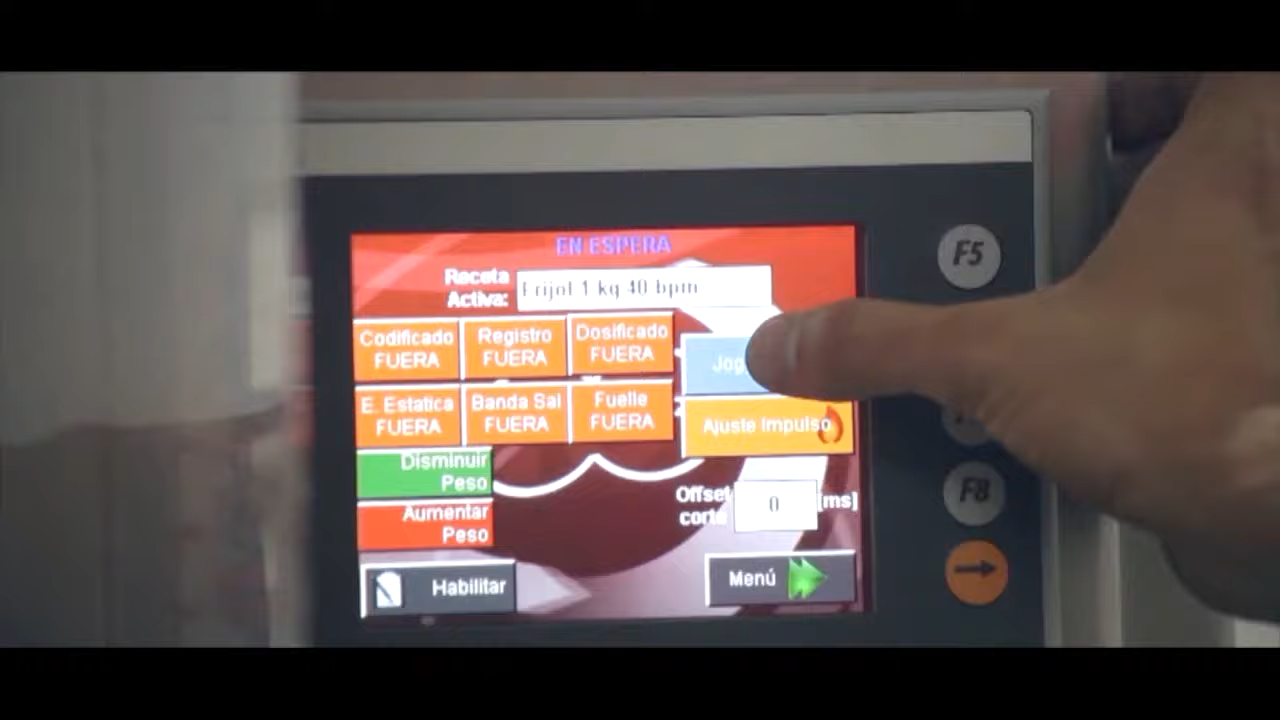 EN ESPERA
Receta
Activa:
Frijol 1 kg 40 bpm
Codificado
FUERA
Registro
FUERA
Dosificado
FUERA
E. Estatica
FUERA
Banda Sal
FUERA
Fuelle
FUERA
Ajuste Impulso
Disminuir
Peso
Aumentar
Peso
Offset
corte
0
[ms]
Habilitar
Menú
F5
F8